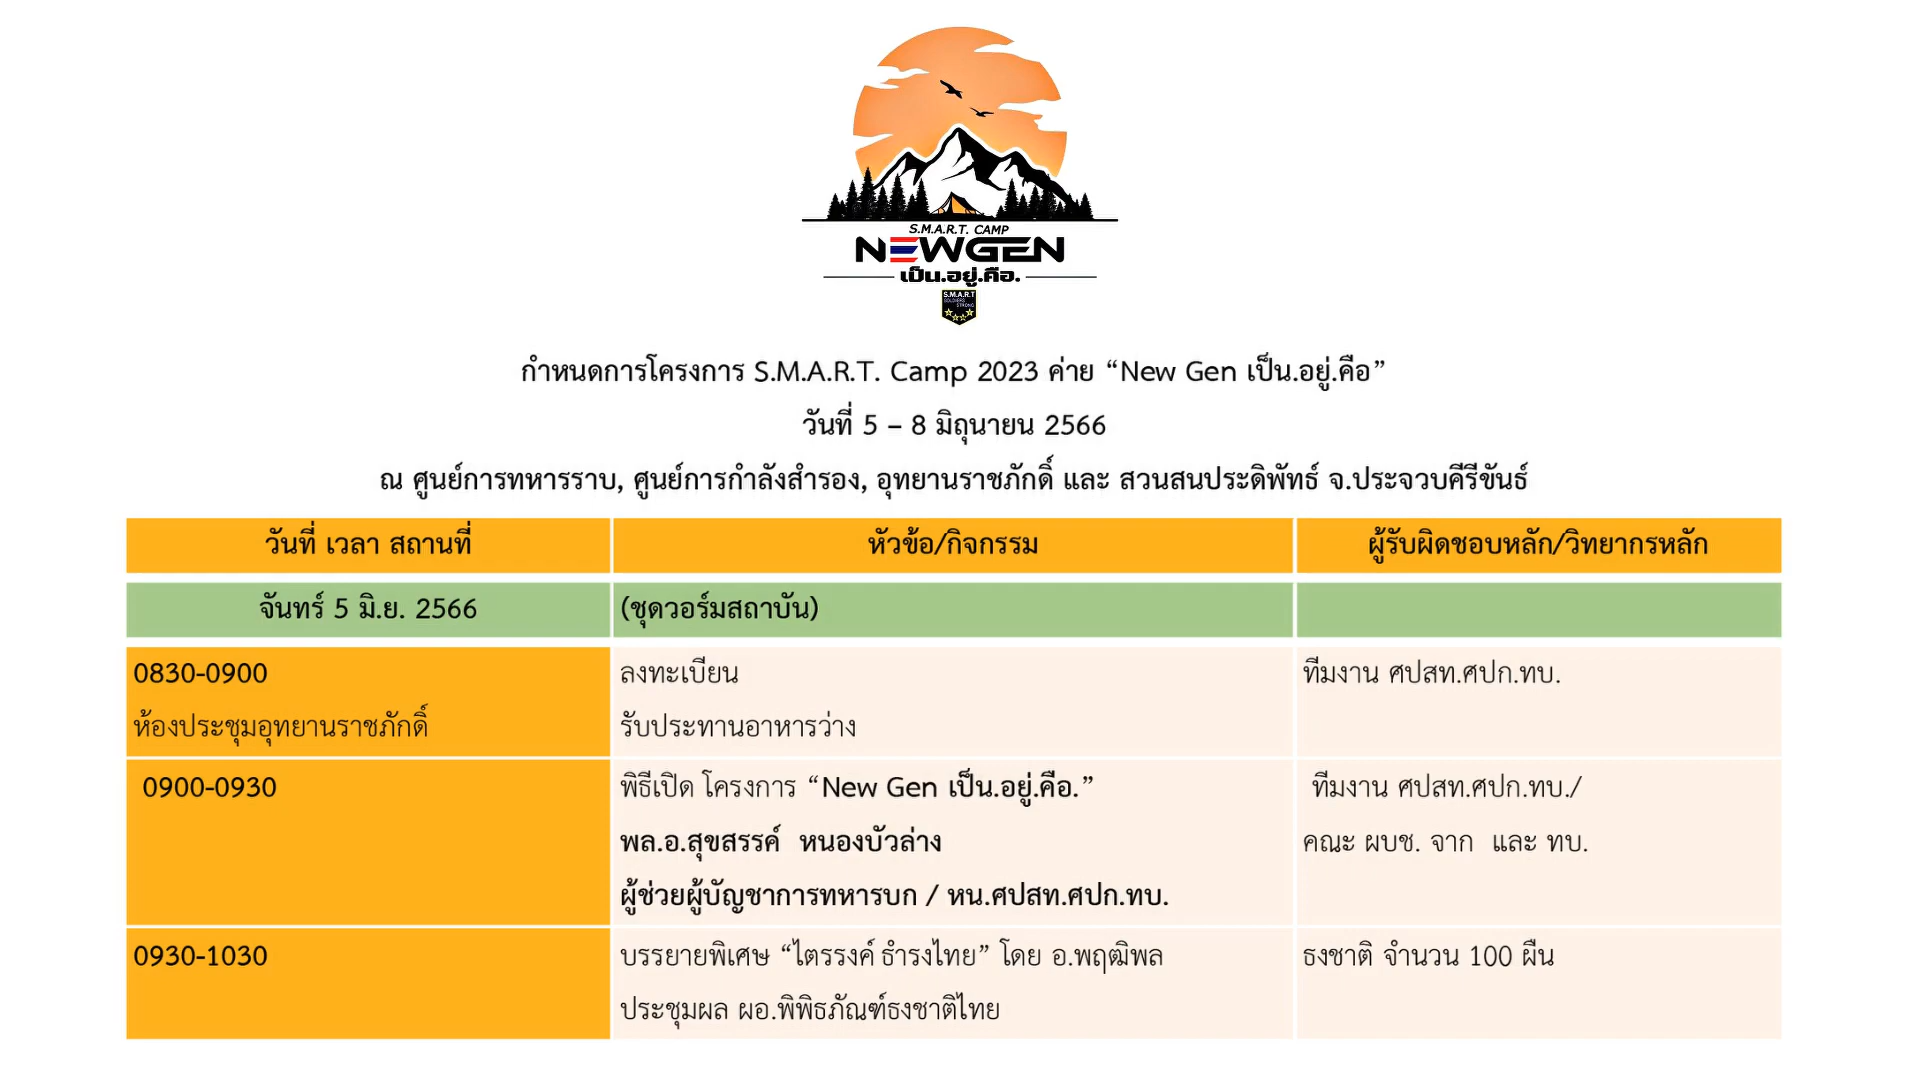 S.M.A.R.T. CAMP
NEWGEN
เป็น.อยู่.คือ.
S.M.A.R.T
SOLDIERS
STRONG
กำหนดการโครงการ S.M.A.R.T. Camp 2023 ค่าย “New Gen เป็น.อยู่.คือ”
วันที่ 5 – 8 มิถุนายน 2566
ณ ศูนย์การทหารราบ, ศูนย์การกำลังสำรอง, อุทยานราชภักดิ์ และ สวนสนประดิพัทธ์ จ.ประจวบคีรีขันธ์
วันที่ เวลา สถานที่
หัวข้อ/กิจกรรม
ผู้รับผิดชอบหลัก/วิทยากรหลัก
จันทร์ 5 มิ.ย. 2566
(ชุดวอร์มสถาบัน)
0830-0900
ห้องประชุมอุทยานราชภักดิ์
ลงทะเบียน
รับประทานอาหารว่าง
ทีมงาน ศปสท.ศปก.ทบ.
0900-0930
พิธีเปิด โครงการ “New Gen เป็น.อยู่.คือ.”
พล.อ.สุขสรรค์ หนองบัวล่าง
ผู้ช่วยผู้บัญชาการทหารบก / หน.ศปสท.ศปก.ทบ.
ทีมงาน ศปสท.ศปก.ทบ./
คณะ ผบช. จาก และ ทบ.
0930-1030
บรรยายพิเศษ “ไตรรงค์ ธำรงไทย” โดย อ.พฤฒิพล
ประชุมผล ผอ.พิพิธภัณฑ์ธงชาติไทย
ธงชาติ จำนวน 100 ผืน